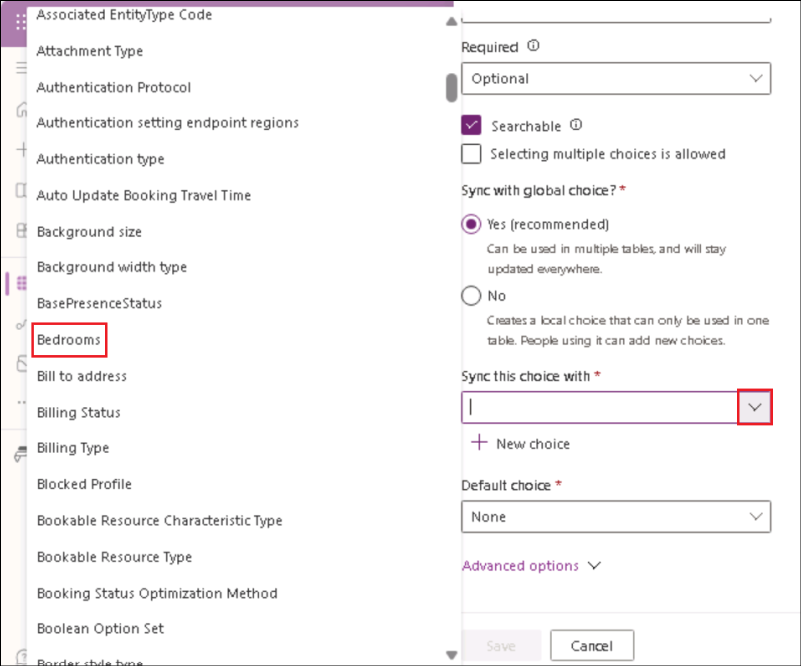 Associated EntityType Code
Attachment Type
Authentication Protocol
Authentication setting endpoint regions
Authentication type
Auto Update Booking Travel Time
Background size
Background width type
BasePresenceStatus
Bedrooms
Bill to address
Billing Status
Billing Type
Blocked Profile
Bookable Resource Characteristic Type
Bookable Resource Type
Booking Status Optimization Method
Boolean Option Set
Border style type
Required
Optional
Searchable
Selecting multiple choices is allowed
Sync with global choice? *
Yes (recommended)
Can be used in multiple tables, and will stay
updated everywhere.
No
Creates a local choice that can only be used in one
table. People using it can add new choices.
Sync this choice with *
New choice
Default choice *
None
Advanced options
Save
Cancel